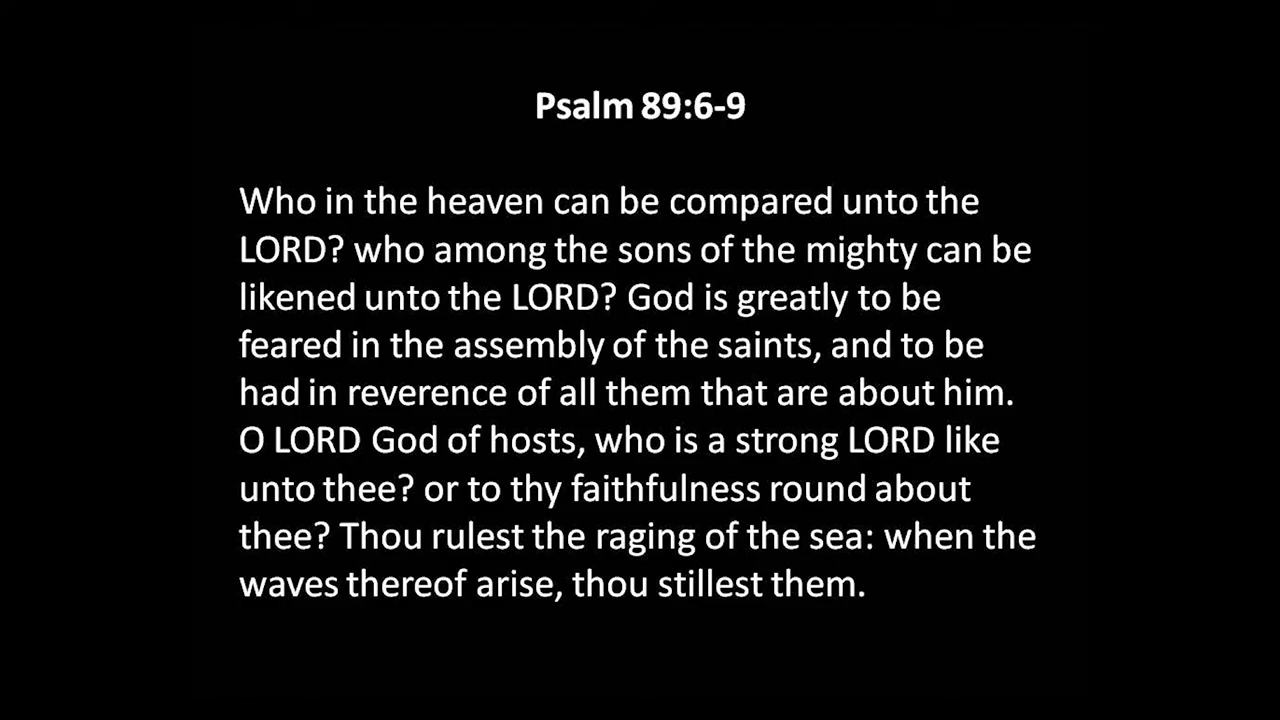 Psalm 89:6-9
Who in the heaven can be compared unto the
LORD? who among the sons of the mighty can be
likened unto the LORD? God is greatly to be
feared in the assembly of the saints, and to be
had in reverence of all them that are about him.
O LORD God of hosts, who is a strong LORD like
unto thee? or to thy faithfulness round about
thee? Thou rulest the raging of the sea: when the
waves thereof arise, thou stillest them.